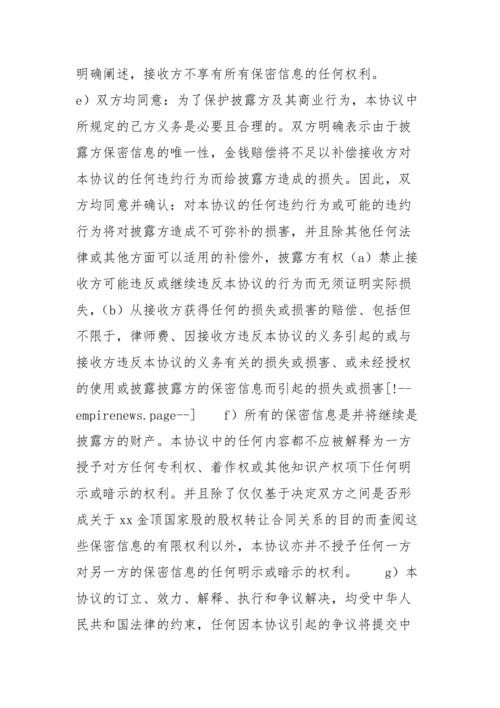 明确阐述，接收方不享有所有保密信息的任何权利。
e）双方均同意：为了保护披露方及其商业行为，本协议中
所规定的己方义务是必要且合理的。双方明确表示由于披
露方保密信息的唯一性，金钱赔偿将不足以补偿接收方对
本协议的任何违约行为而给披露方造成的损失。因此，双
方均同意并确认：对本协议的任何违约行为或可能的违约
行为将对披露方造成不可弥补的损害，并且除其他任何法
律或其他方面可以适用的补偿外，披露方有权（a）禁止接
收方可能违反或继续违反本协议的行为而无须证明实际损
失，（b）从接收方获得任何的损失或损害的赔偿、包括但
不限于，律师费、因接收方违反本协议的义务引起的或与
接收方违反本协议的义务有关的损失或损害、或未经授权
的使用或披露披露方的保密信息而引起的损失或损害[!--
empirenews.page--] f）所有的保密信息是并将继续是
披露方的财产。本协议中的任何内容都不应被解释为一方
授予对方任何专利权、着作权或其他知识产权项下任何明
示或暗示的权利。并且除了仅仅基于决定双方之间是否形
成关于 xx 金顶国家股的股权转让合同关系的目的而查阅这
些保密信息的有限权利以外，本协议亦并不授予任何一方
对另一方的保密信息的任何明示或暗示的权利。 g）本
协议的订立、效力、解释、执行和争议解决，均受中华人
民共和国法律的约束，任何因本协议引起的争议将提交中